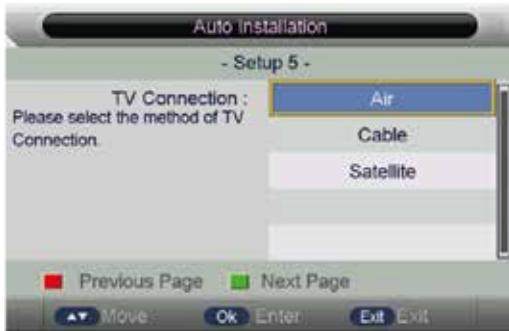 Auto Installation
- Setup 5 -
TV Connection :
Please select the method of TV
Connection.
Air
Cable
Satellite
Previous Page Next Page
Move Ok Enter Exit Exit